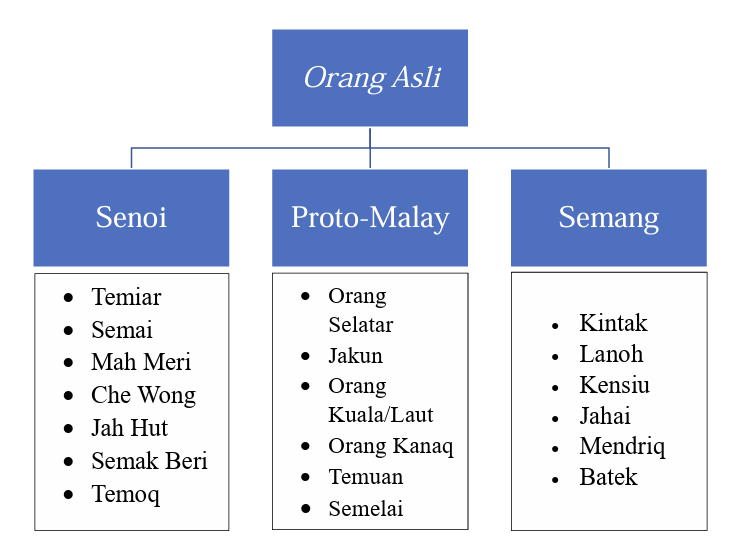 Orang Asli
Senoi
Temiar
Semai
Mah Meri
Che Wong
Jah Hut
Semak Beri
Temoq
Proto-Malay
Orang
Selatar
Jakun
Orang
Kuala/Laut
Orang Kanaq
Temuan
Semelai
Semang
Kintak
Lanoh
Kensiu
Jahai
Mendriq
Batek